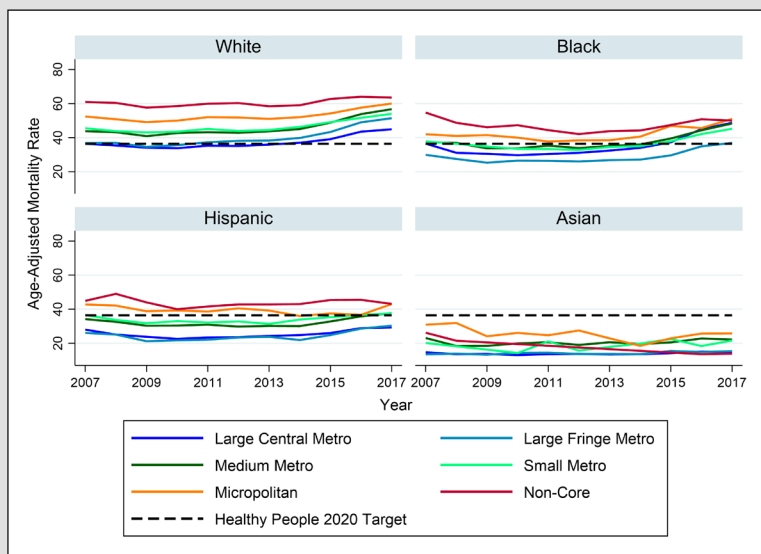 White Black
80
60
40
20
Hispanic Asian
80
60
40
20
2007 2009 2011 2013 2015 2017 2007 2009 2011 2013 2015 2017
Age-Adjusted Mortality Rate
Year
Large Central Metro Large Fringe Metro
Medium Metro Small Metro
Micropolitan Non-Core
Healthy People 2020 Target